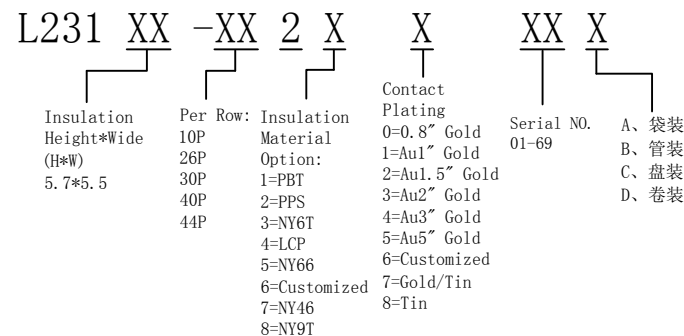 L231 XX -XX 2 X X XX X
Insulation
Height*Wide
(H*W)
5.7*5.5
Per Row:
10P
26P
30P
40P
44P
Insulation
Material
Option:
1=PBT
2=PPS
3=NY6T
4=LCP
5=NY66
6=Customized
7=NY46
8=NY9T
Contact
Plating
0=0.8″ Gold
1=Au1″ Gold
2=Au1.5″ Gold
3=Au2″ Gold
4=Au3″ Gold
5=Au5″ Gold
6=Customized
7=Gold/Tin
8=Tin
Serial NO.
01-69
A、袋装
B、管装
C、盘装
D、卷装